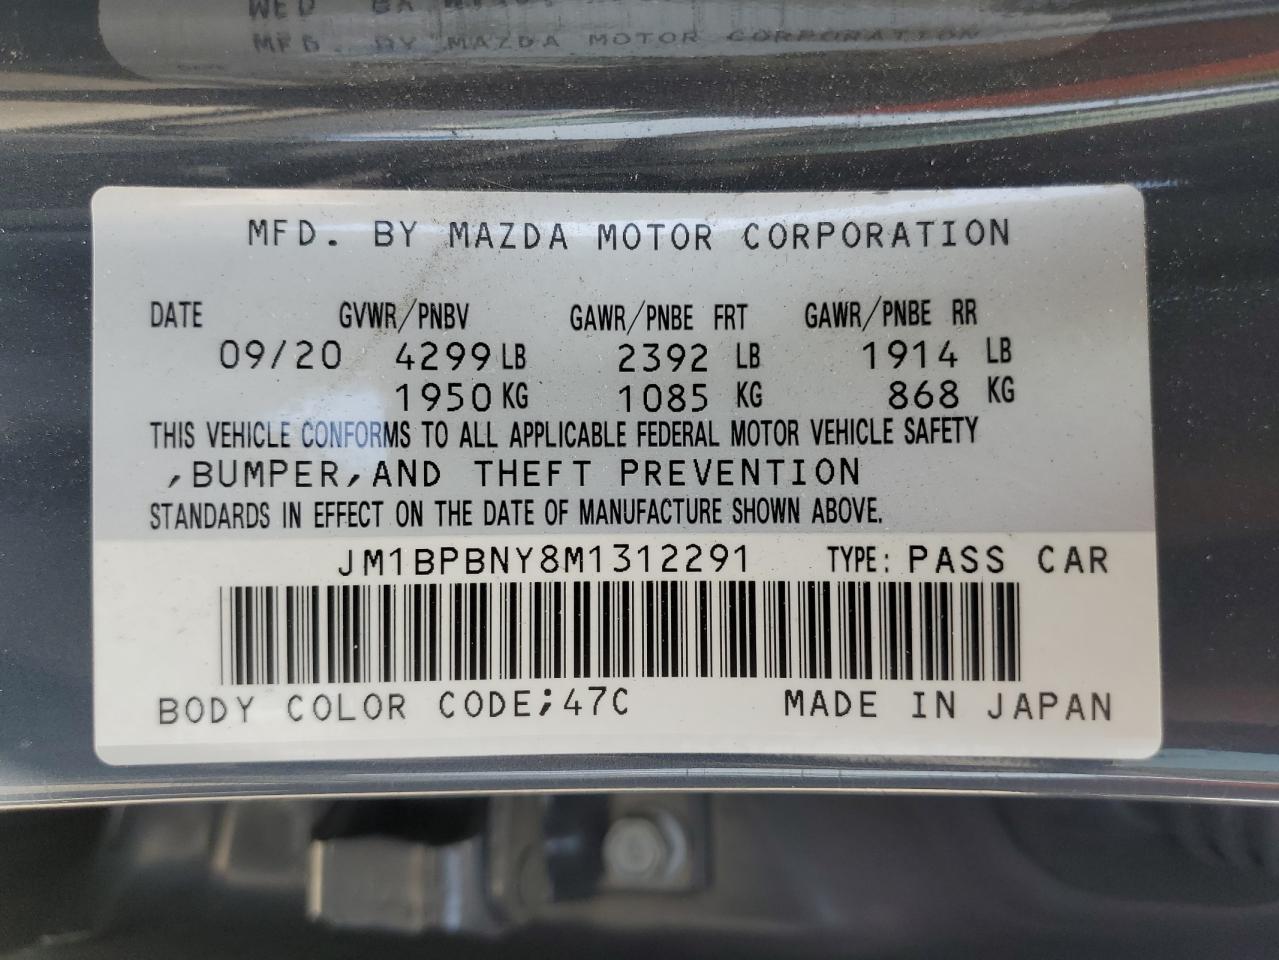 MFD. BY MAZDA MOTOR CORPORATION
MFD. BY MAZDA MOTOR CORPORATION
DATE GVWR/PNBV GAWR/PNBE FRT GAWR/PNBE RR
09/20 4299 LB 2392 LB 1914 LB
1950 KG 1085 KG 868 KG
THIS VEHICLE CONFORMS TO ALL APPLICABLE FEDERAL MOTOR VEHICLE SAFETY
,BUMPER,AND THEFT PREVENTION
STANDARDS IN EFFECT ON THE DATE OF MANUFACTURE SHOWN ABOVE.
JM1BPBNY8M1312291 TYPE: PASS CAR
BODY COLOR CODE;47C MADE IN JAPAN